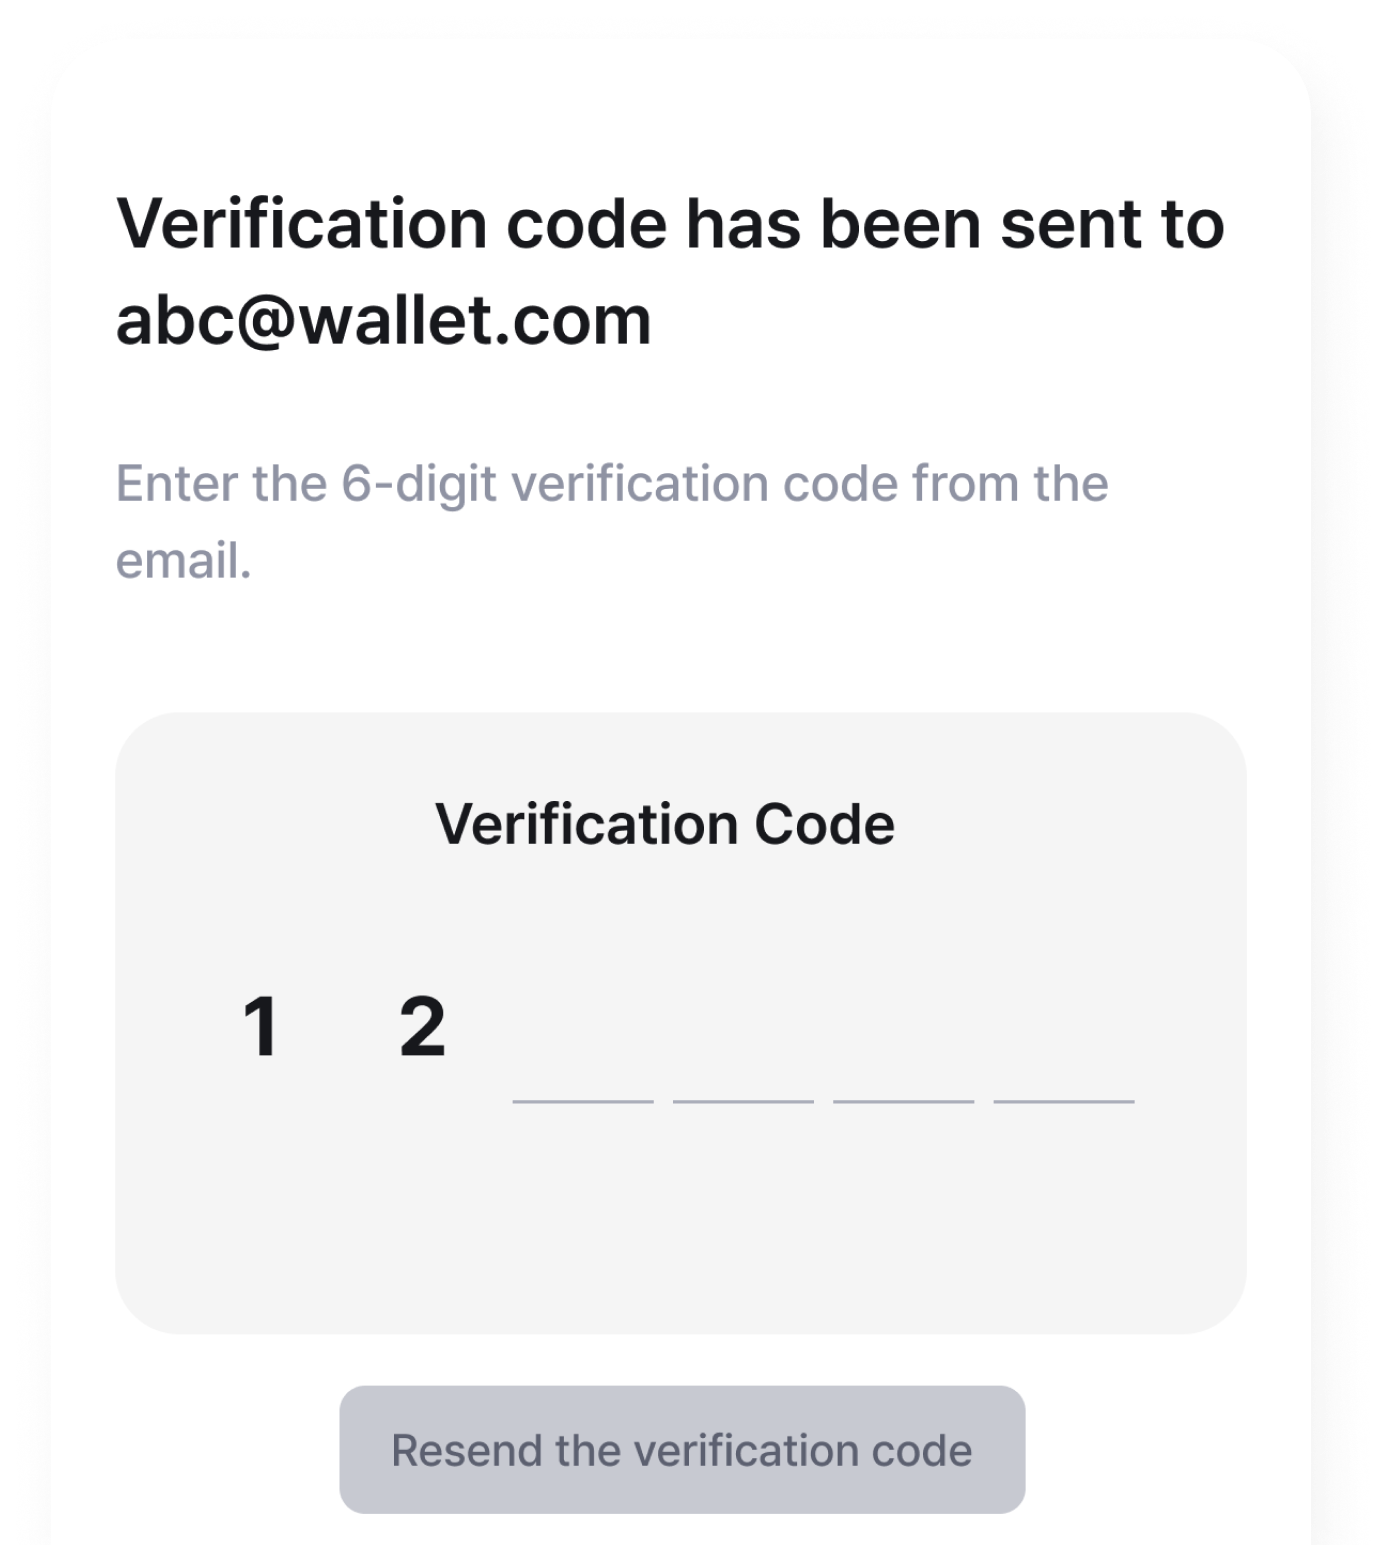 Verification code has been sent to
abc@wallet.com
Enter the 6-digit verification code from the
email.
Verification Code
1 2
Resend the verification code